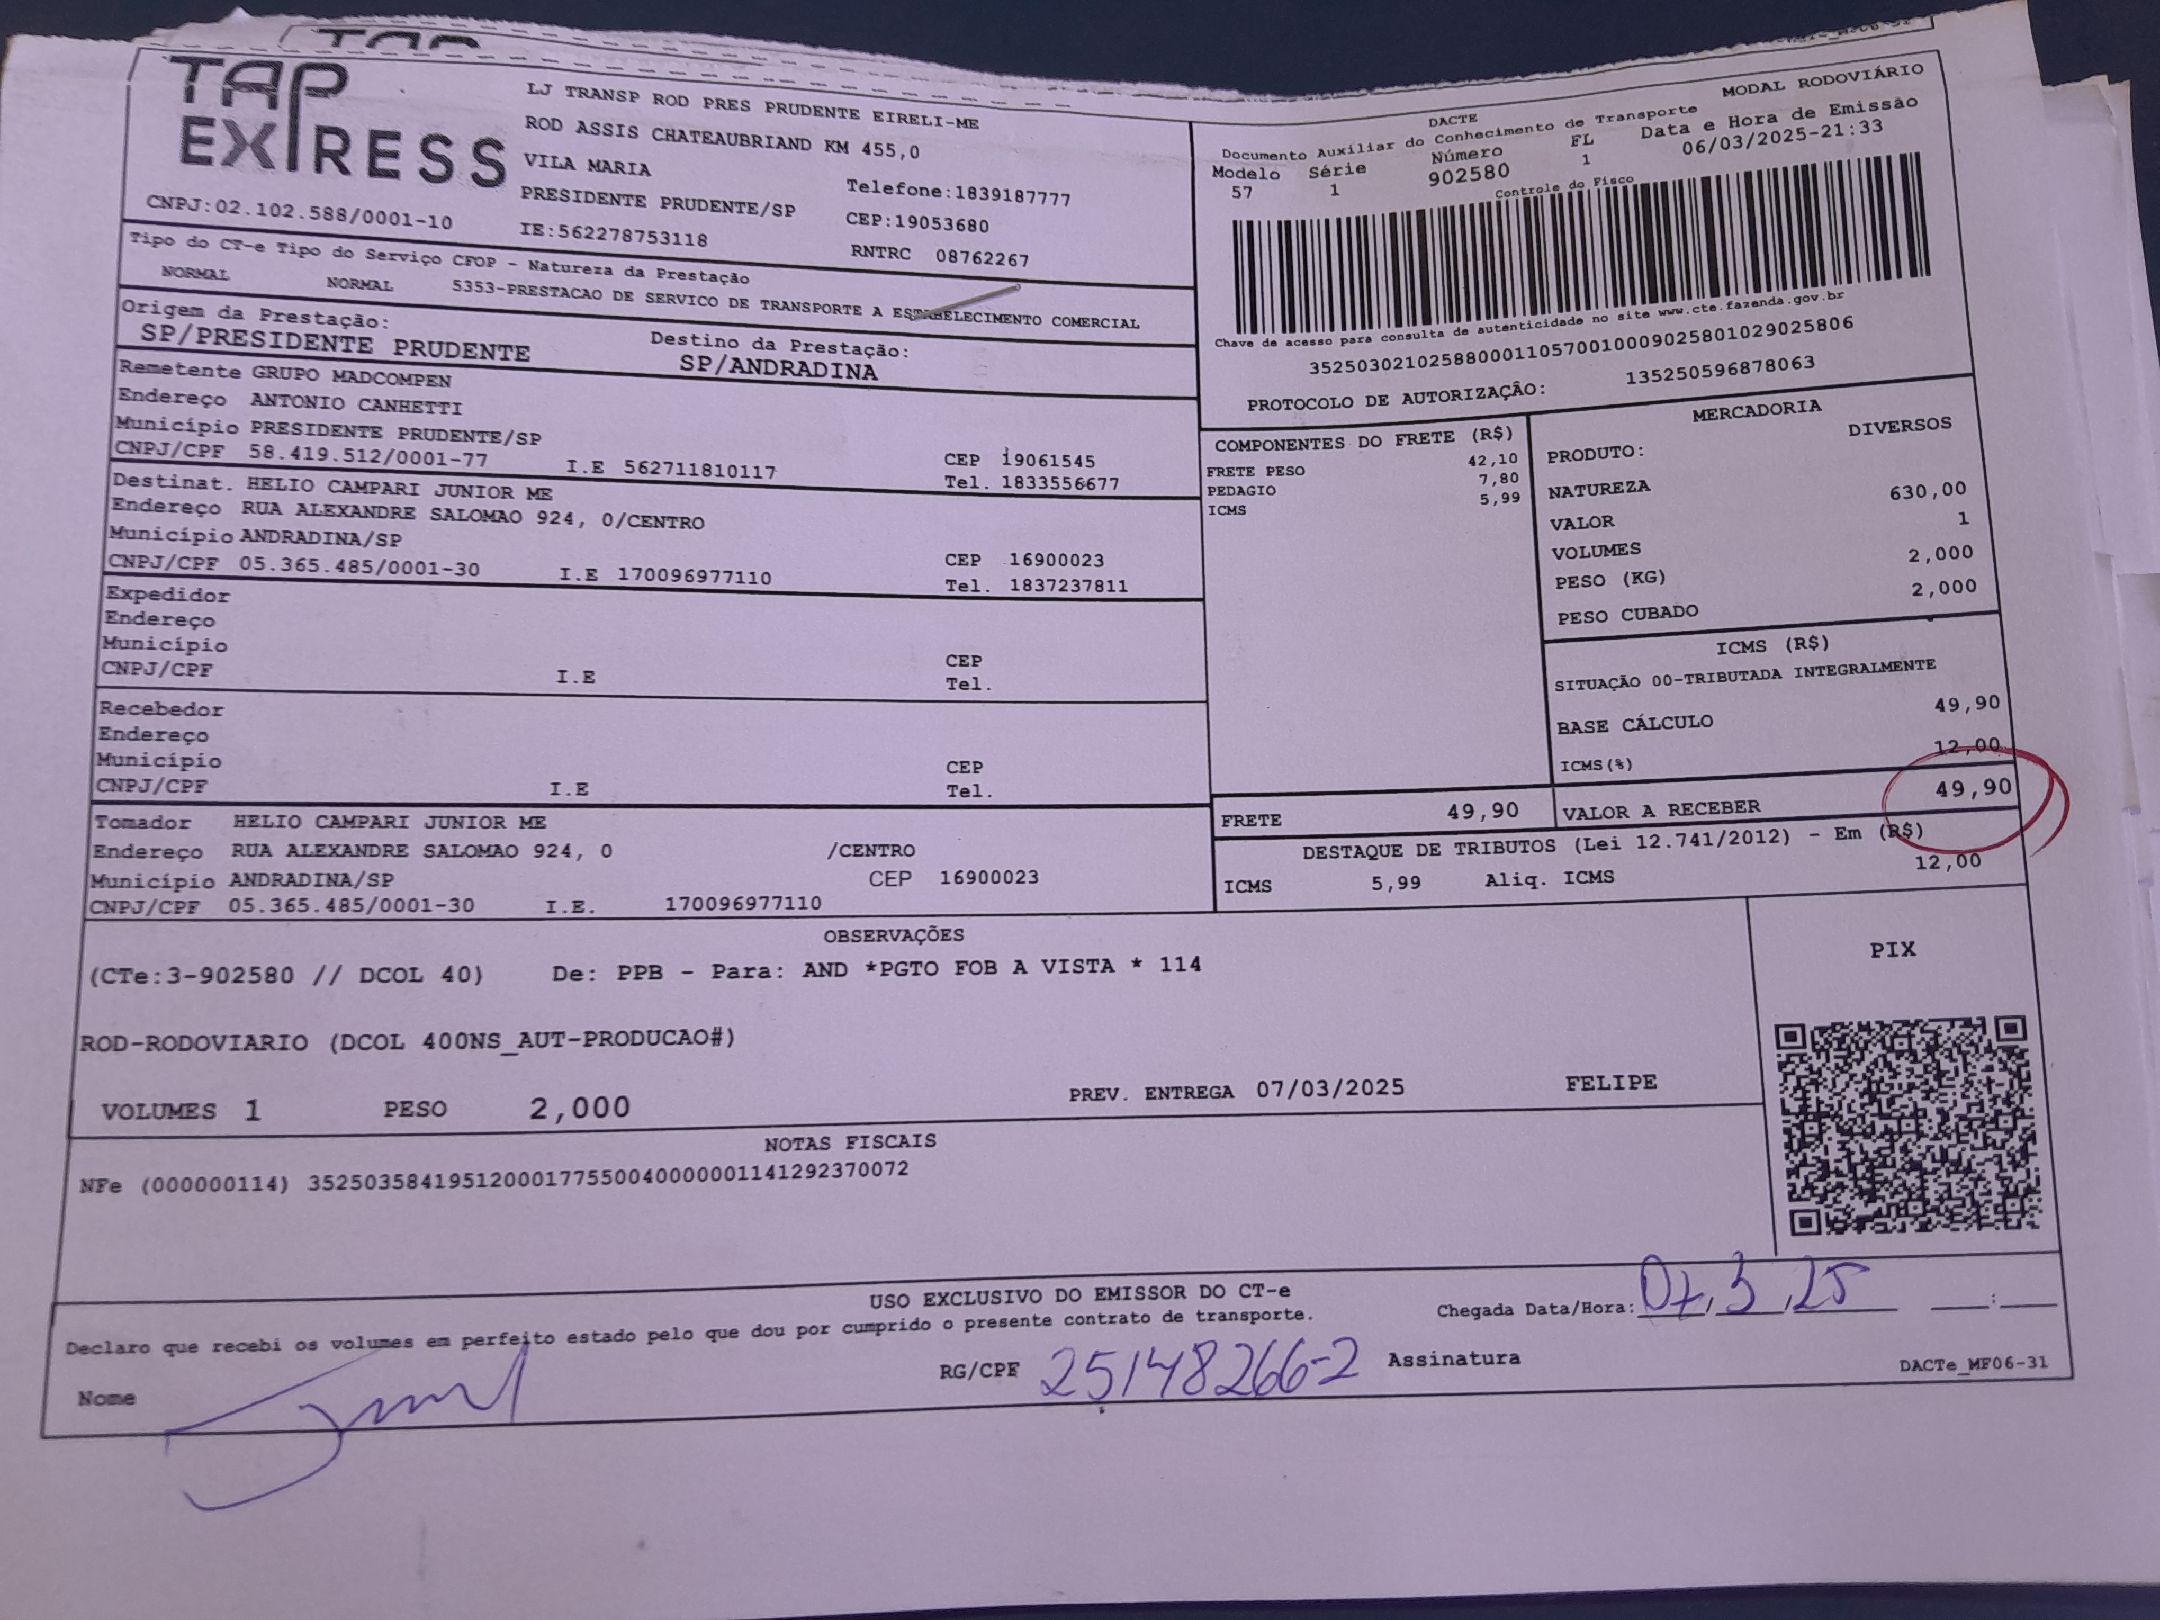 TAP
EXPRESS
CNPJ:02.102.588/0001-10
LJ TRANSP ROD PRES PRUDENTE EIRELI-ME
ROD ASSIS CHATEAUBRIAND KM 455,0
VILA MARIA
PRESIDENTE PRUDENTE/SP
IE:562278753118
Telefone:1839187777
CEP:19053680
RNTRC 08762267
DACTE
MODAL RODOVIÁRIO
Documento Auxiliar do Conhecimento de Transporte
Modelo Série Número FL Data e Hora de Emissão
57 1 902580 1 06/03/2025-21:33
Controle do Fisco
Chave de acesso para consulta de autenticidade no site www.cte.fazenda.gov.br
35250302102588000110570010009025801029025806
PROTOCOLO DE AUTORIZAÇÃO: 135250596878063
Tipo do CT-e Tipo do Serviço CFOP - Natureza da Prestação
NORMAL NORMAL 5353-PRESTACAO DE SERVICO DE TRANSPORTE A ESTABELECIMENTO COMERCIAL
Origem da Prestação:
SP/PRESIDENTE PRUDENTE
Destino da Prestação:
SP/ANDRADINA
Remetente GRUPO MADCOMPEN
Endereço ANTONIO CANHETTI
Município PRESIDENTE PRUDENTE/SP
CNPJ/CPF 58.419.512/0001-77 I.E 562711810117
CEP 19061545
Tel. 1833556677
Destinat. HELIO CAMPARI JUNIOR ME
Endereço RUA ALEXANDRE SALOMAO 924, 0/CENTRO
Município ANDRADINA/SP
CNPJ/CPF 05.365.485/0001-30 I.E 170096977110
CEP 16900023
Tel. 1837237811
Expedidor
Endereço
Município
CNPJ/CPF I.E
CEP
Tel.
Recebedor
Endereço
Município
CNPJ/CPF I.E
CEP
Tel.
Tomador HELIO CAMPARI JUNIOR ME
Endereço RUA ALEXANDRE SALOMAO 924, 0 /CENTRO
Município ANDRADINA/SP CEP 16900023
CNPJ/CPF 05.365.485/0001-30 I.E. 170096977110
COMPONENTES DO FRETE (R$)
FRETE PESO 42,10
PEDAGIO 7,80
ICMS 5,99
MERCADORIA
PRODUTO: DIVERSOS
NATUREZA
VALOR 630,00
VOLUMES 1
PESO (KG) 2,000
PESO CUBADO 2,000
ICMS (R$)
SITUAÇÃO 00-TRIBUTADA INTEGRALMENTE
BASE CÁLCULO 49,90
ICMS(%) 12,00
FRETE 49,90 VALOR A RECEBER 49,90
DESTAQUE DE TRIBUTOS (Lei 12.741/2012) - Em (R$)
ICMS 5,99 Aliq. ICMS 12,00
OBSERVAÇÕES
(CTe:3-902580 // DCOL 40) De: PPB - Para: AND *PGTO FOB A VISTA * 114
ROD-RODOVIARIO (DCOL 400NS_AUT-PRODUCAO#)
VOLUMES 1 PESO 2,000 PREV. ENTREGA 07/03/2025 FELIPE
PIX
NOTAS FISCAIS
NFe (000000114) 35250358419512000177550040000001141292370072
USO EXCLUSIVO DO EMISSOR DO CT-e
Declaro que recebi os volumes em perfeito estado pelo que dou por cumprido o presente contrato de transporte.
Chegada Data/Hora: 07, 3, 25 :
Nome RG/CPF 25148266-2 Assinatura
DACTe_MF06-31